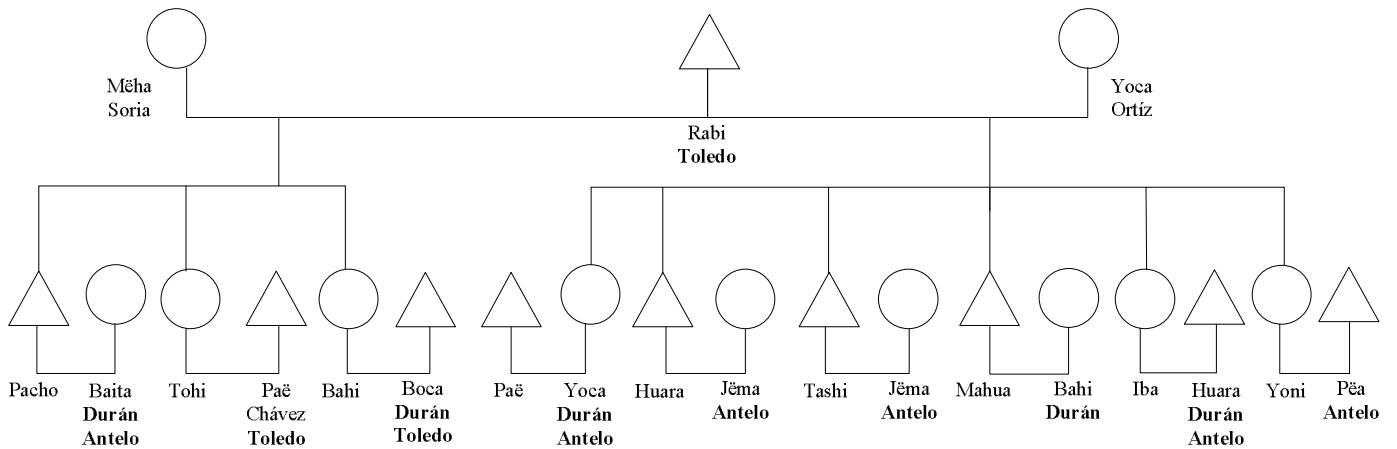 Mëha
Soria
Yoca
Ortíz
Rabi
Toledo
Pacho
Baita
Durán
Antelo
Tohi
Paë
Chávez
Toledo
Bahi
Boca
Durán
Toledo
Paë
Yoca
Durán
Antelo
Huara
Jëma
Antelo
Tashi
Jëma
Antelo
Mahua
Bahi
Durán
Iba
Huara
Durán
Antelo
Yoni
Pëa
Antelo